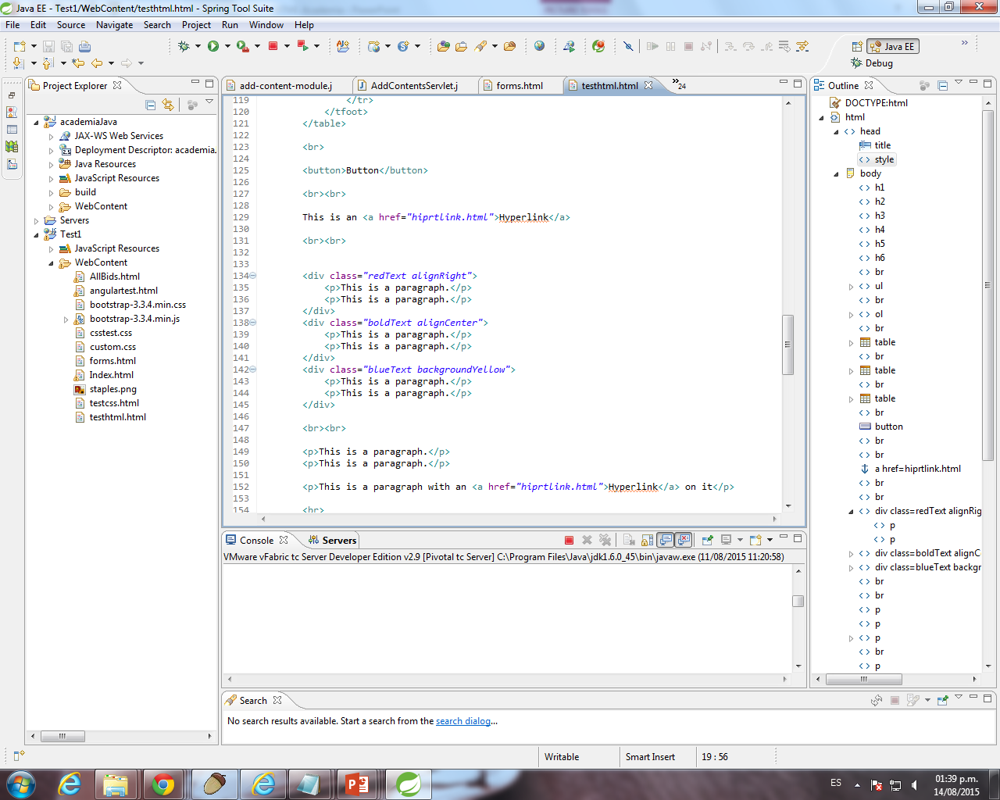 Java EE - Test1/WebContent/testhtml.html - Spring Tool Suite
File Edit Source Navigate Search Project Run Window Help
Java EE
Debug
Project Explorer
academiaJava
JAX-WS Web Services
Deployment Descriptor: academia.
Java Resources
JavaScript Resources
build
WebContent
Servers
Test1
JavaScript Resources
WebContent
AllBids.html
angulartest.html
bootstrap-3.3.4.min.css
bootstrap-3.3.4.min.js
csstest.css
custom.css
forms.html
Index.html
staples.png
testcss.html
testhtml.html
add-content-module.j AddContentsServlet.j forms.html testhtml.html 24
119 </tr>
120 </tfoot>
121 </table>
122
123 <br>
124
125 <button>Button</button>
126
127 <br><br>
128
129 This is an <a href="hiprtlink.html">Hyperlink</a>
130
131 <br><br>
132
133
134 <div class="redText alignRight">
135 <p>This is a paragraph.</p>
136 <p>This is a paragraph.</p>
137 </div>
138 <div class="boldText alignCenter">
139 <p>This is a paragraph.</p>
140 <p>This is a paragraph.</p>
141 </div>
142 <div class="blueText backgroundYellow">
143 <p>This is a paragraph.</p>
144 <p>This is a paragraph.</p>
145 </div>
146
147 <br><br>
148
149 <p>This is a paragraph.</p>
150 <p>This is a paragraph.</p>
151
152 <p>This is a paragraph with an <a href="hiprtlink.html">Hyperlink</a> on it</p>
153
154 <br>
Outline
DOCTYPE:html
html
head
title
style
body
h1
h2
h3
h4
h5
h6
br
ul
br
ol
br
table
br
table
br
table
br
button
br
br
a href=hiprtlink.html
br
br
div class=redText alignRig
p
p
div class=boldText alignC
div class=blueText backgr
br
br
p
p
p
br
p
Console Servers
VMware vFabric tc Server Developer Edition v2.9 [Pivotal tc Server] C:\Program Files\Java\jdk1.6.0_45\bin\javaw.exe (11/08/2015 11:20:58)
Search
No search results available. Start a search from the search dialog...
Writable Smart Insert 19 : 56
ES 01:39 p.m.
14/08/2015